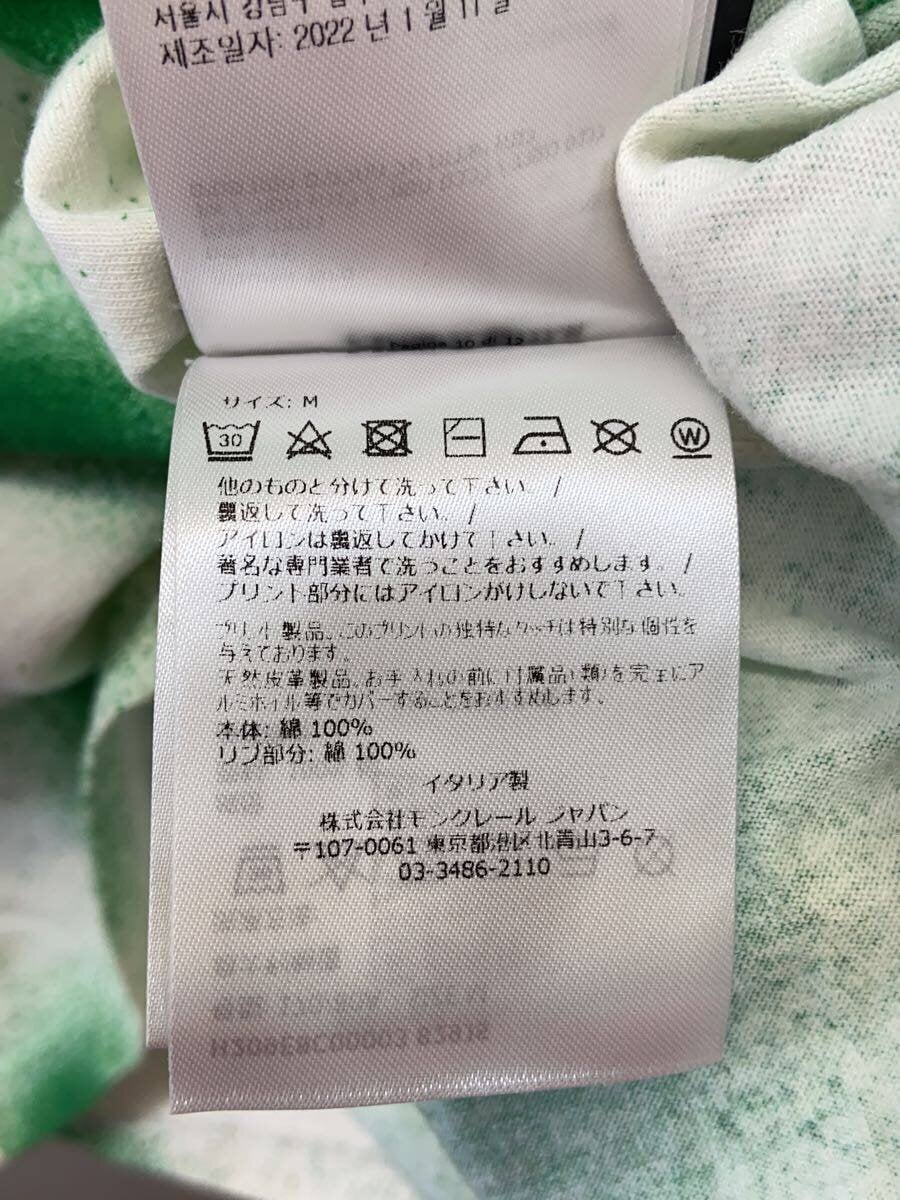 서울시 강남구
제조일자: 2022 년 1 월 11 일
Pagina 10 di 12
サイズ: M
30
W
他のものと分けて洗って下さい。 /
裏返して洗って下さい。 /
アイロンは裏返してかけて下さい。 /
著名な専門業者で洗うことをおすすめします。 /
プリント部分にはアイロンがけしないで下さい。
プリント製品。このプリントの独特なタッチは特別な個性を
与えております。
天然皮革製品。お手入れの前に付属品(類)を完全にア
ルミホイル等でカバーすることをおすすめします。
本体: 綿 100%
リブ部分: 綿 100%
イタリア製
株式会社モンクレール ジャパン
〒107-0061 東京都港区北青山3-6-7
03-3486-2110